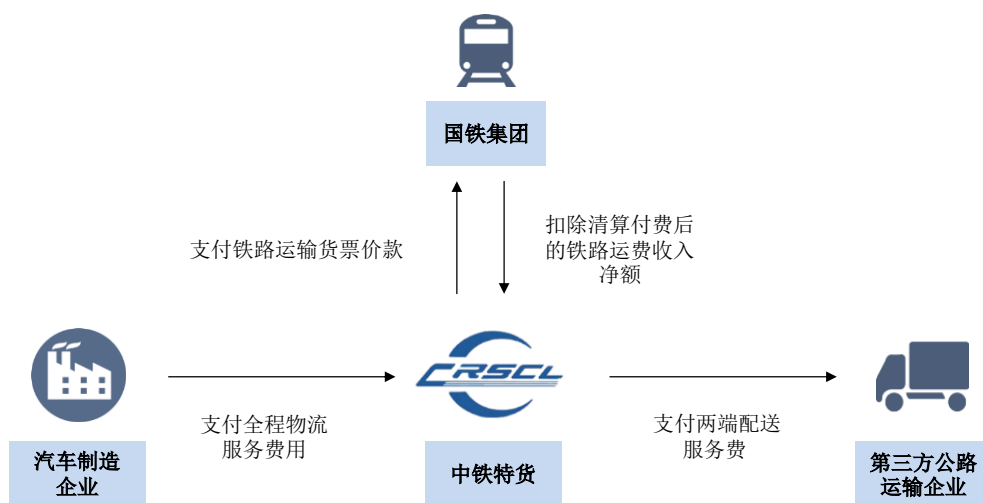 国铁集团
支付铁路运输货票价款
扣除清算付费后
的铁路运费收入
净额
CRSCL
支付全程物流
服务费用
支付两端配送
服务费
汽车制造
企业
中铁特货
第三方公路
运输企业